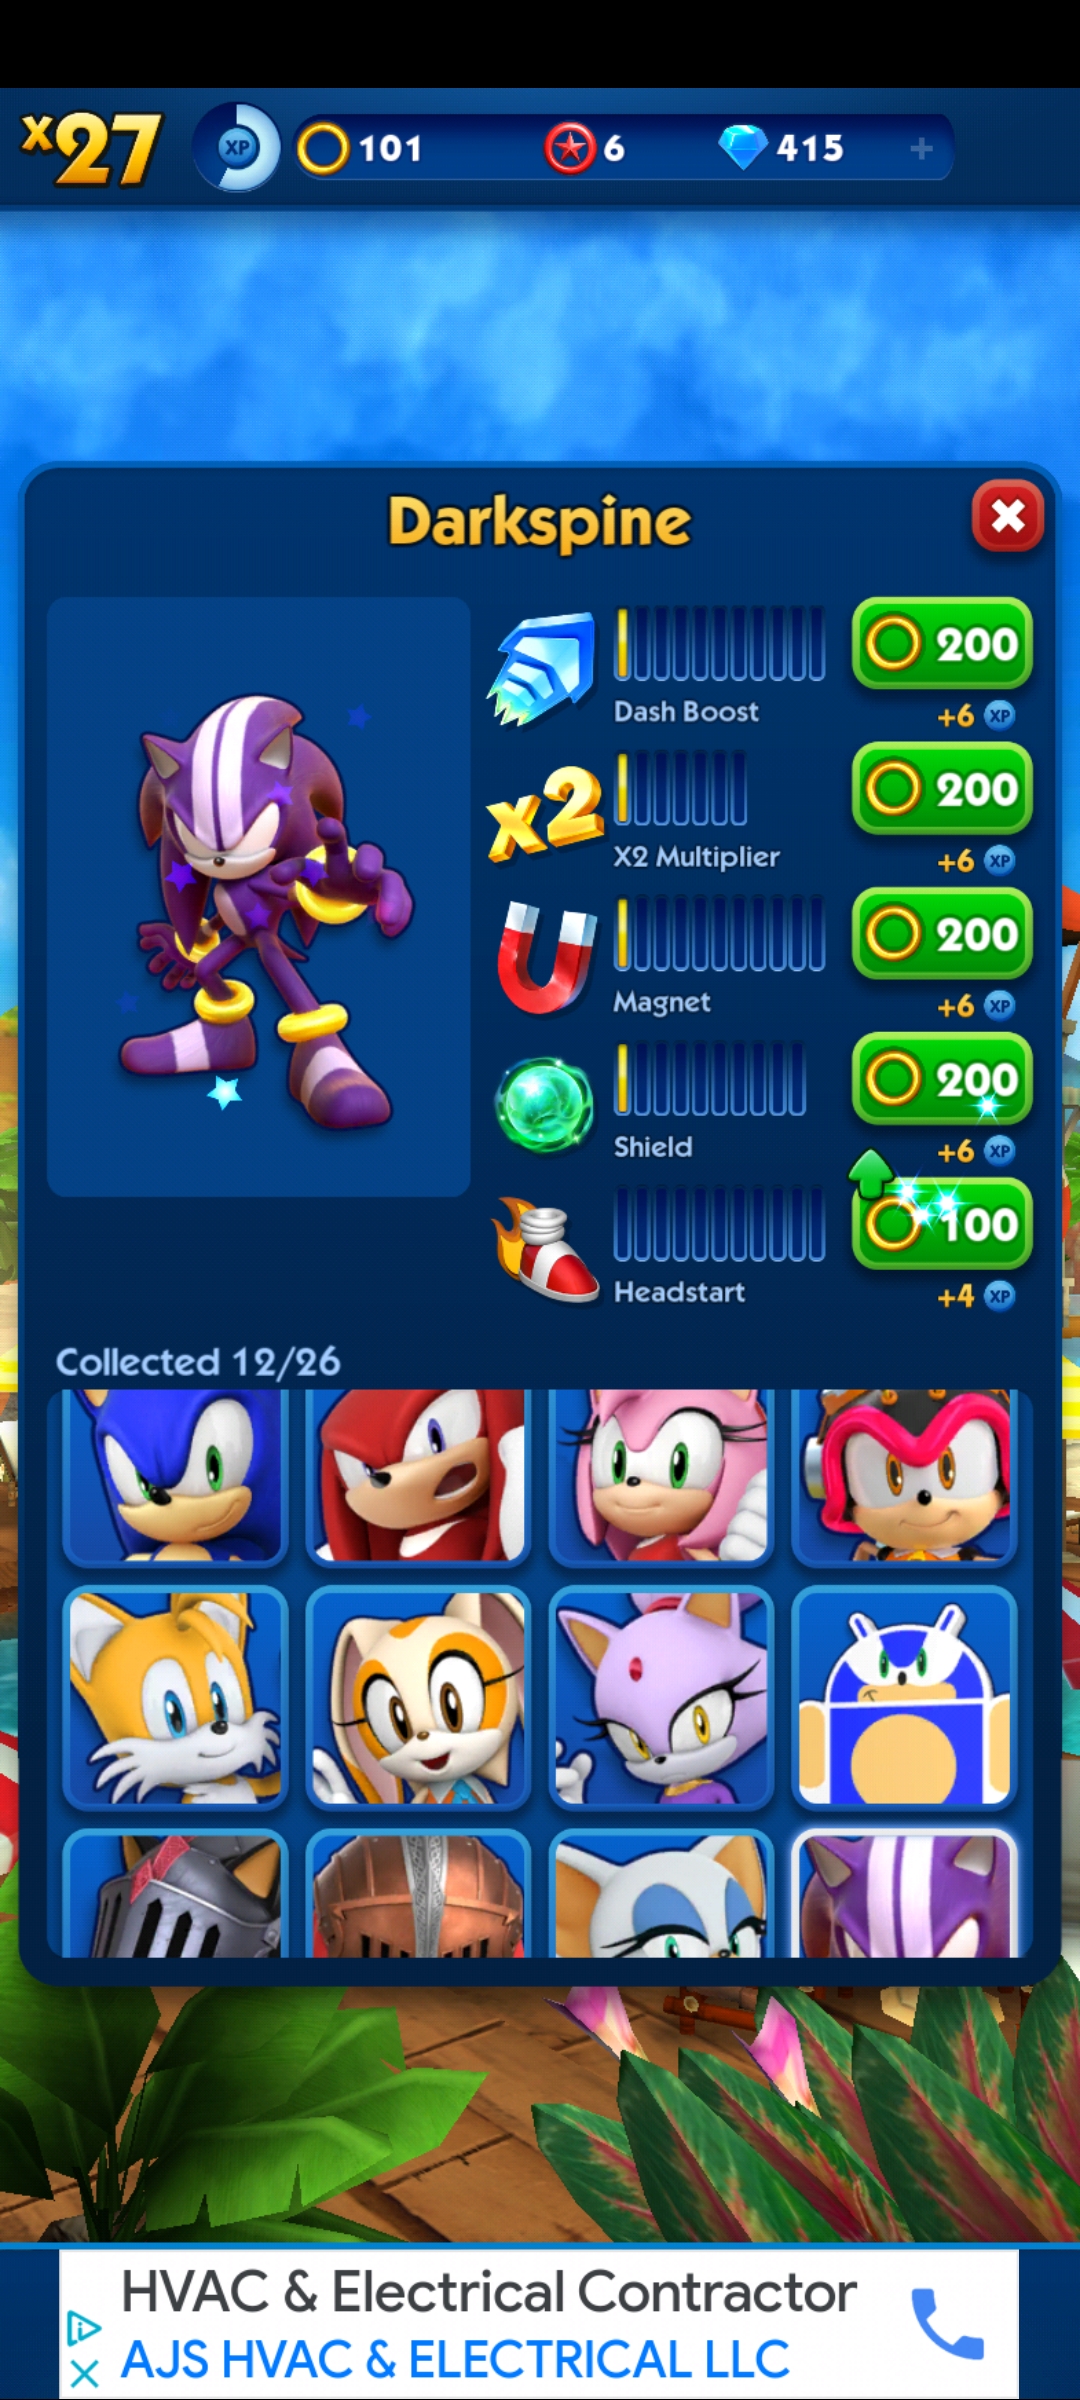 x27 XP 101 6 415 +
Darkspine
200
Dash Boost
+6 XP
x2 200
X2 Multiplier
+6 XP
200
Magnet
+6 XP
200
Shield
+6 XP
100
Headstart
+4 XP
Collected 12/26
HVAC & Electrical Contractor
AJS HVAC & ELECTRICAL LLC